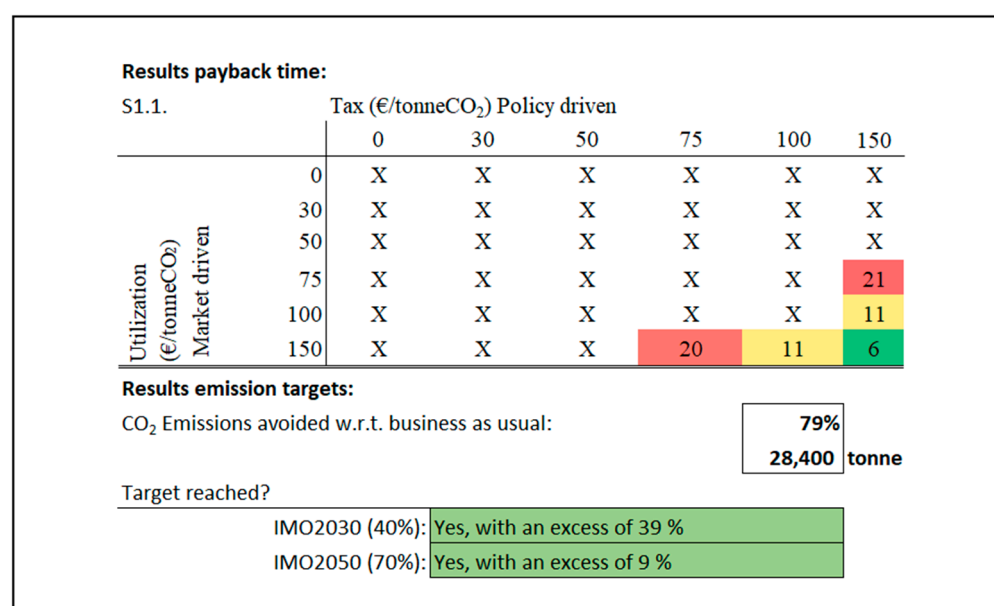 Results payback time:
S1.1. Tax (€/tonneCO₂) Policy driven
0 30 50 75 100 150
Utilization
(€/tonneCO₂)
Market driven
0 X X X X X X
30 X X X X X X
50 X X X X X X
75 X X X X X 21
100 X X X X X 11
150 X X X 20 11 6
Results emission targets:
CO₂ Emissions avoided w.r.t. business as usual: 79%
28,400 tonne
Target reached?
IMO2030 (40%): Yes, with an excess of 39 %
IMO2050 (70%): Yes, with an excess of 9 %